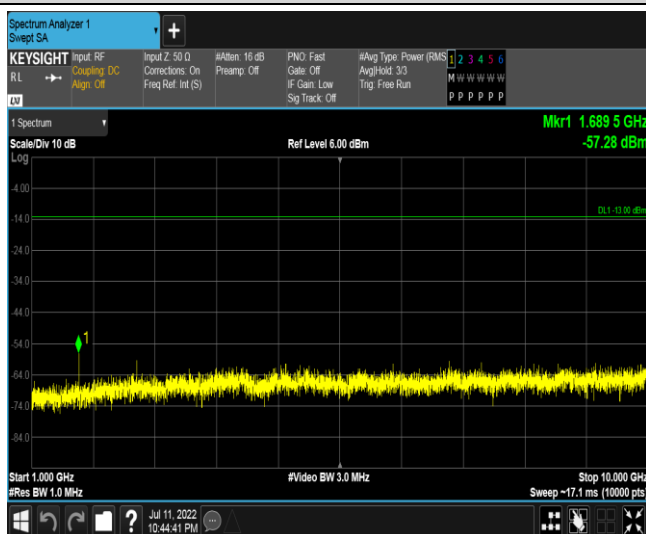 Spectrum Analyzer 1
Swept SA
+
KEYSIGHT
RL
LXI
Input: RF
Coupling: DC
Align: Off
Input Z: 50 Ω
Corrections: On
Freq Ref: Int (S)
#Atten: 16 dB
Preamp: Off
PNO: Fast
Gate: Off
IF Gain: Low
Sig Track: Off
#Avg Type: Power (RMS
Avg|Hold: 3/3
Trig: Free Run
1 2 3 4 5 6
M W W W W W
P P P P P P
1 Spectrum
Mkr1 1.689 5 GHz
Scale/Div 10 dB
Ref Level 6.00 dBm
-57.28 dBm
Log
-4.00
DL1 -13.00 dBm
-14.0
-24.0
-34.0
-44.0
1
-54.0
-64.0
-74.0
-84.0
Start 1.000 GHz
#Video BW 3.0 MHz
Stop 10.000 GHz
#Res BW 1.0 MHz
Sweep ~17.1 ms (10000 pts)
?
Jul 11, 2022
10:44:41 PM